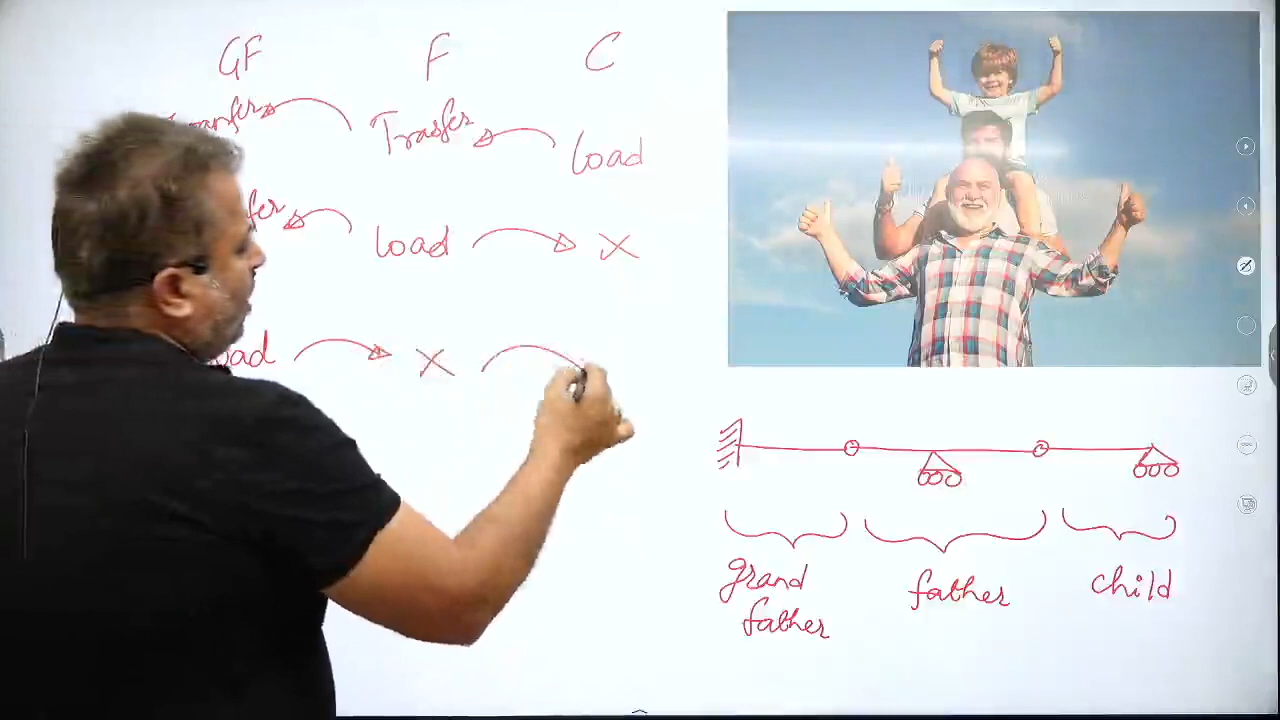 GF F C
Trasfer load
load X
X
grand
father
father
child